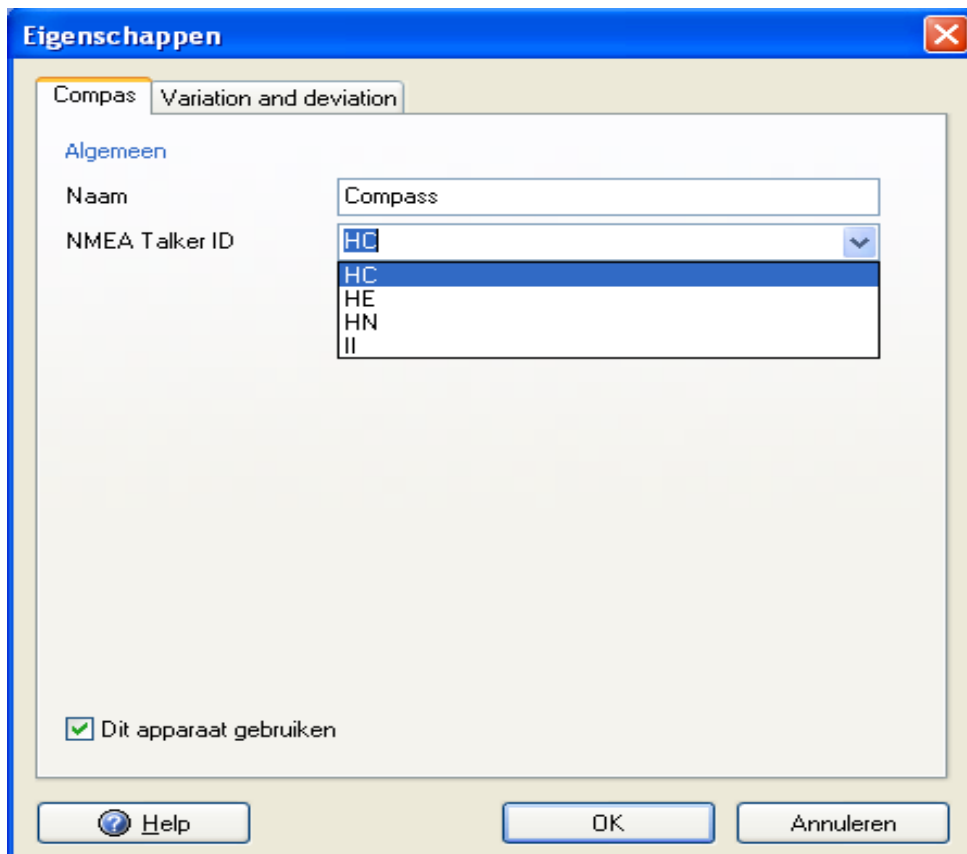 Eigenschappen
Compas
Variation and deviation
Algemeen
Naam
Compass
NMEA Talker ID
HC
HC
HE
HN
II
Dit apparaat gebruiken
Help
OK
Annuleren